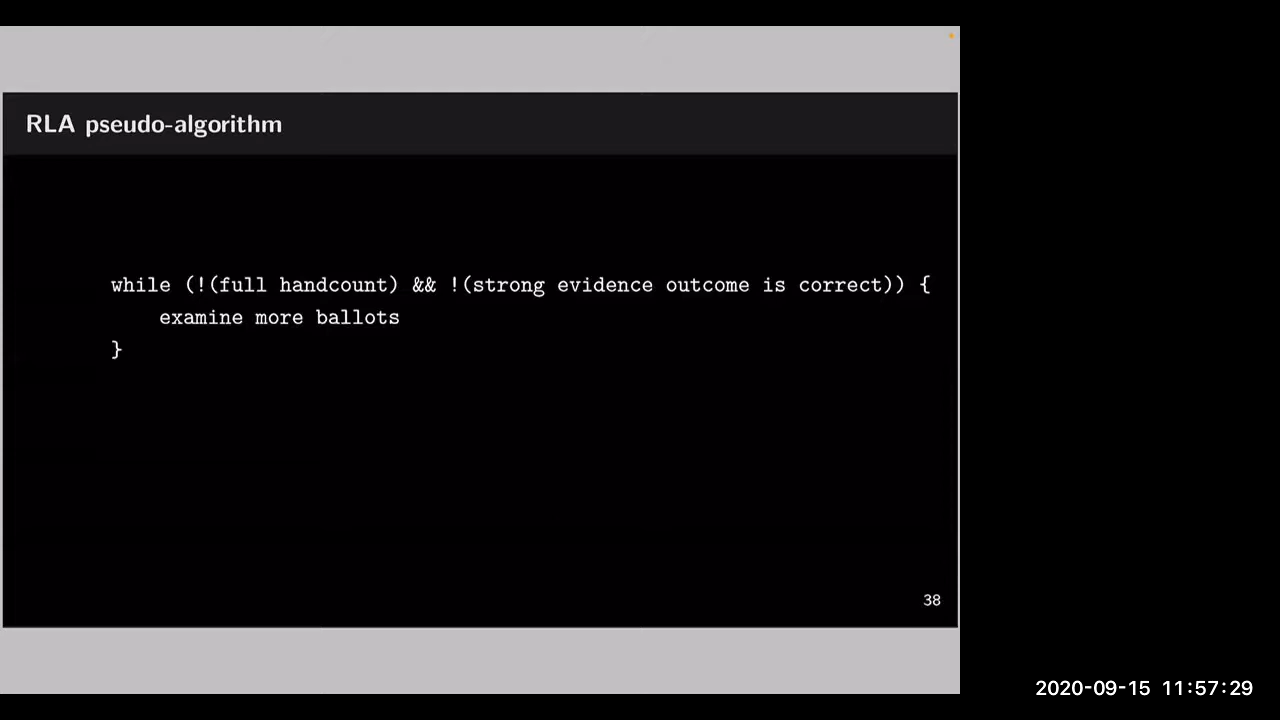 RLA pseudo-algorithm
while (!(full handcount) && !(strong evidence outcome is correct)) {
    examine more ballots
}
38
2020-09-15 11:57:29